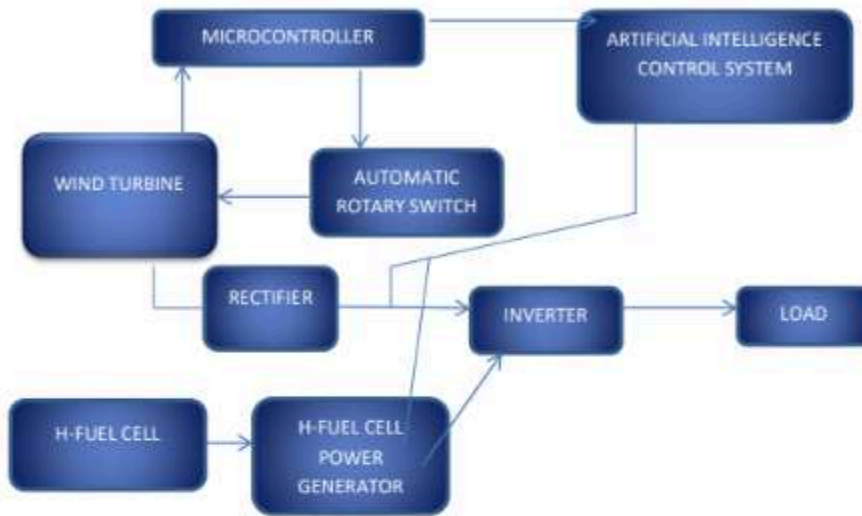 MICROCONTROLLER
ARTIFICIAL INTELLIGENCE
CONTROL SYSTEM
WIND TURBINE
AUTOMATIC
ROTARY SWITCH
RECTIFIER
INVERTER
LOAD
H-FUEL CELL
H-FUEL CELL
POWER
GENERATOR